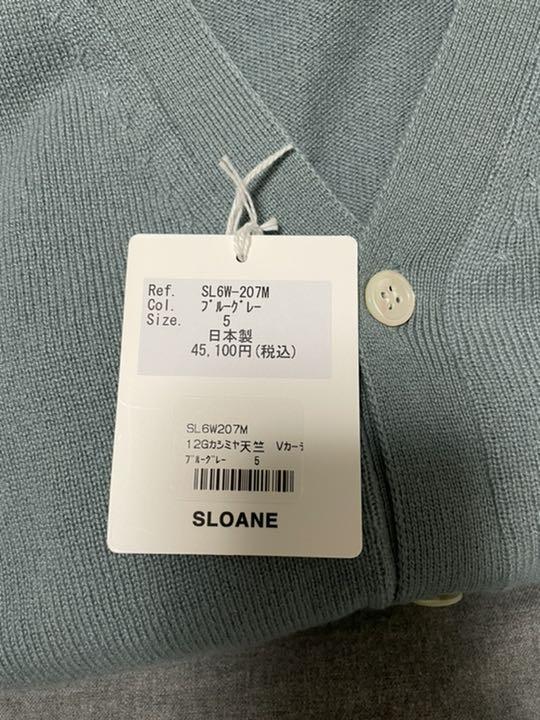 Ref. SL6W-207M
Col. ﾌﾞﾙｰｸﾞﾚｰ
Size. 5
日本製
45,100円(税込)
SL6W207M
12Gカシミヤ天竺 Vカーデ
ﾌﾞﾙｰｸﾞﾚｰ 5
SLOANE